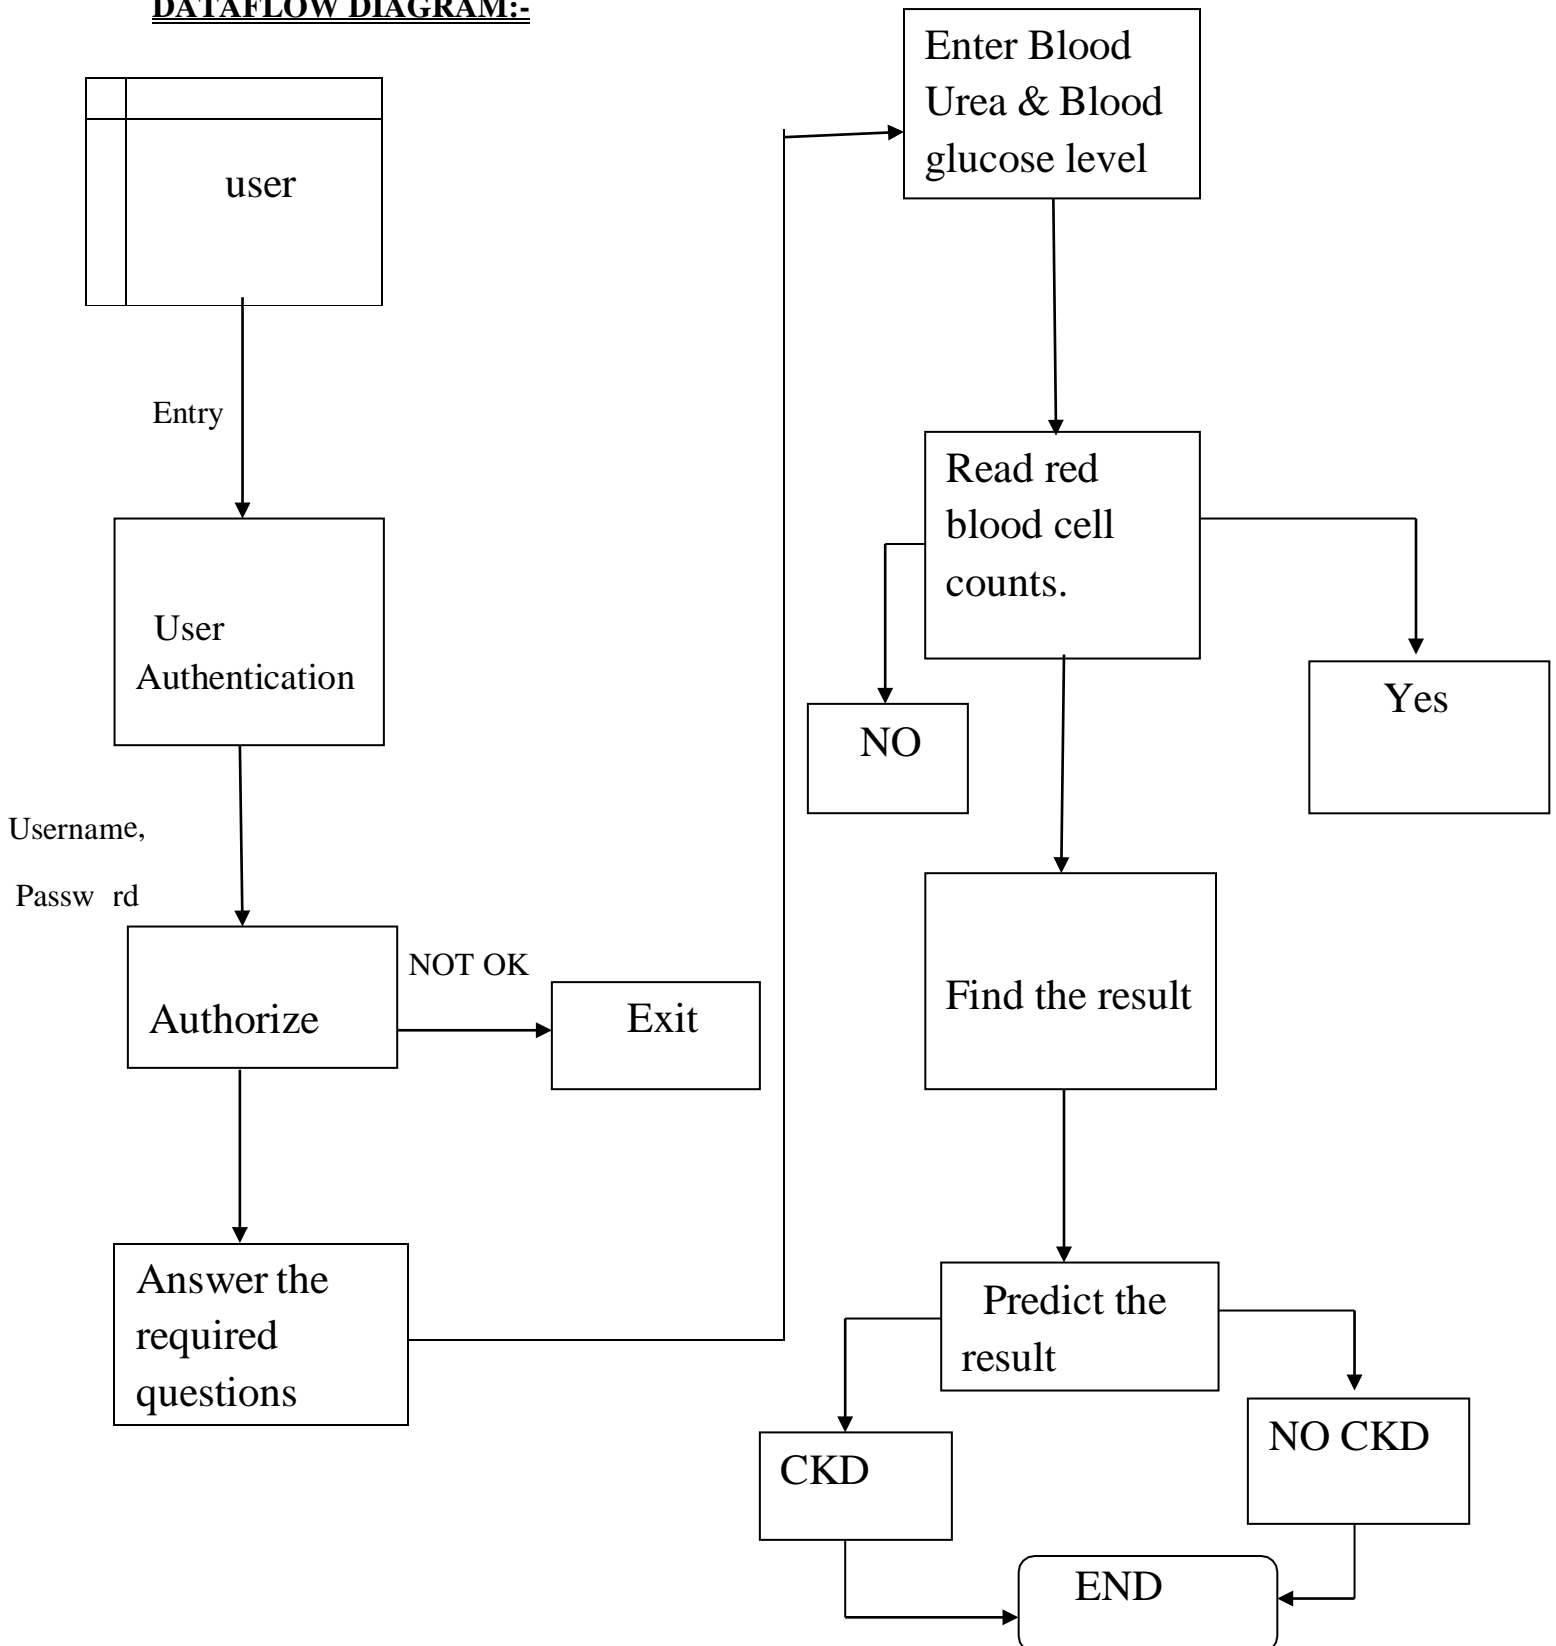 DATAFLOW DIAGRAM:-
user
Entry
User
Authentication
Username,
Passw rd
Authorize
NOT OK
Exit
Answer the
required
questions
Enter Blood
Urea & Blood
glucose level
Read red
blood cell
counts.
NO
Yes
Find the result
Predict the
result
CKD
NO CKD
END